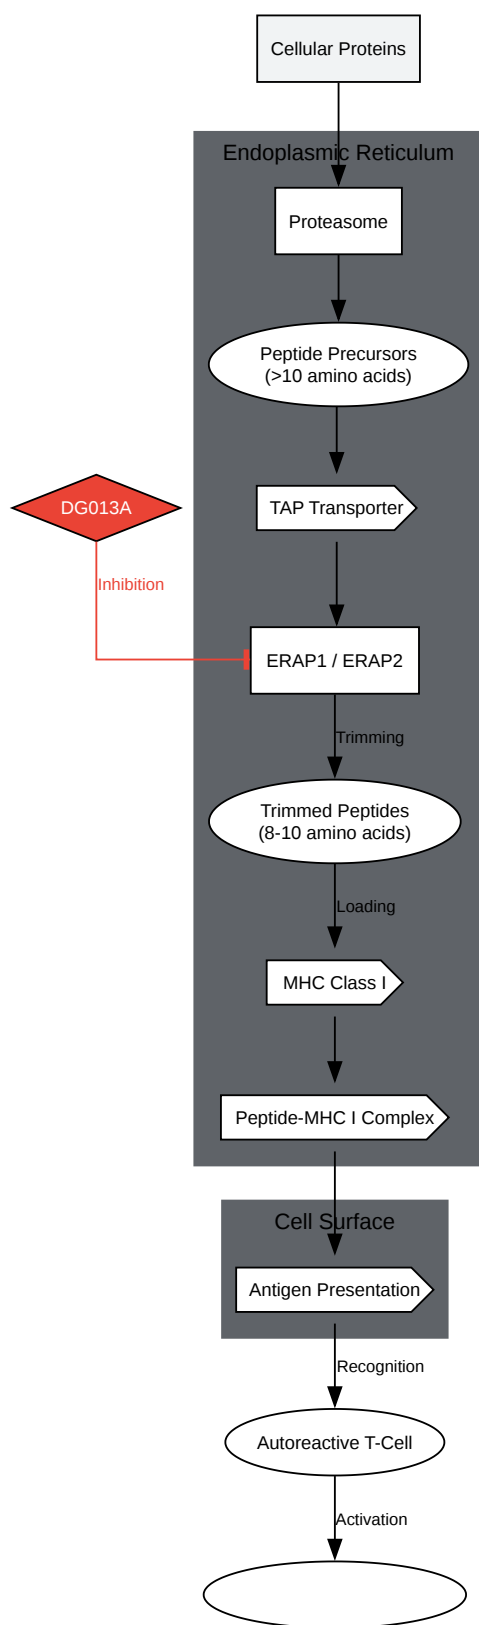 Cellular Proteins
Endoplasmic Reticulum
Proteasome
Peptide Precursors
(>10 amino acids)
TAP Transporter
DG013A
Inhibition
ERAP1 / ERAP2
Trimming
Trimmed Peptides
(8-10 amino acids)
Loading
MHC Class I
Peptide-MHC I Complex
Cell Surface
Antigen Presentation
Recognition
Autoreactive T-Cell
Activation